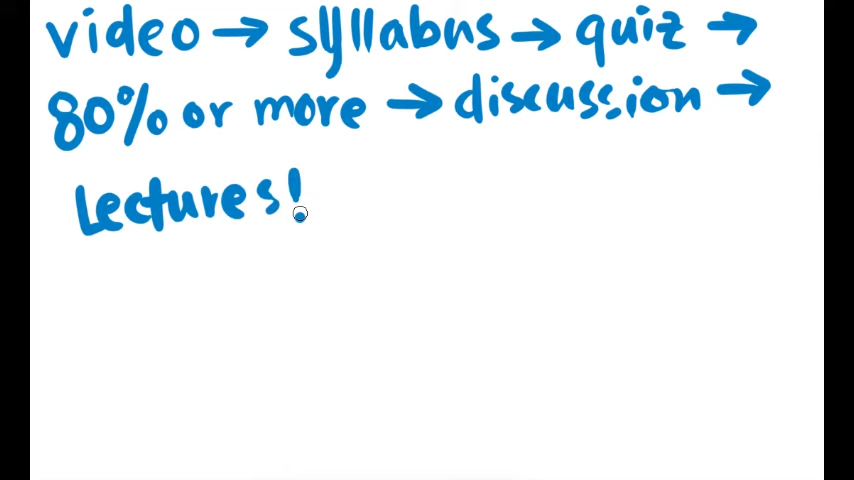 video → syllabus → quiz →
80% or more → discussion →
Lectures!